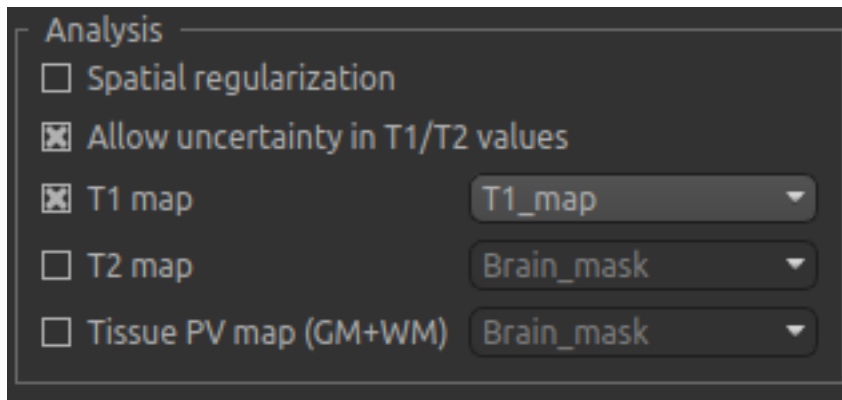 Analysis
Spatial regularization
Allow uncertainty in T1/T2 values
T1 map T1_map
T2 map Brain_mask
Tissue PV map (GM+WM) Brain_mask